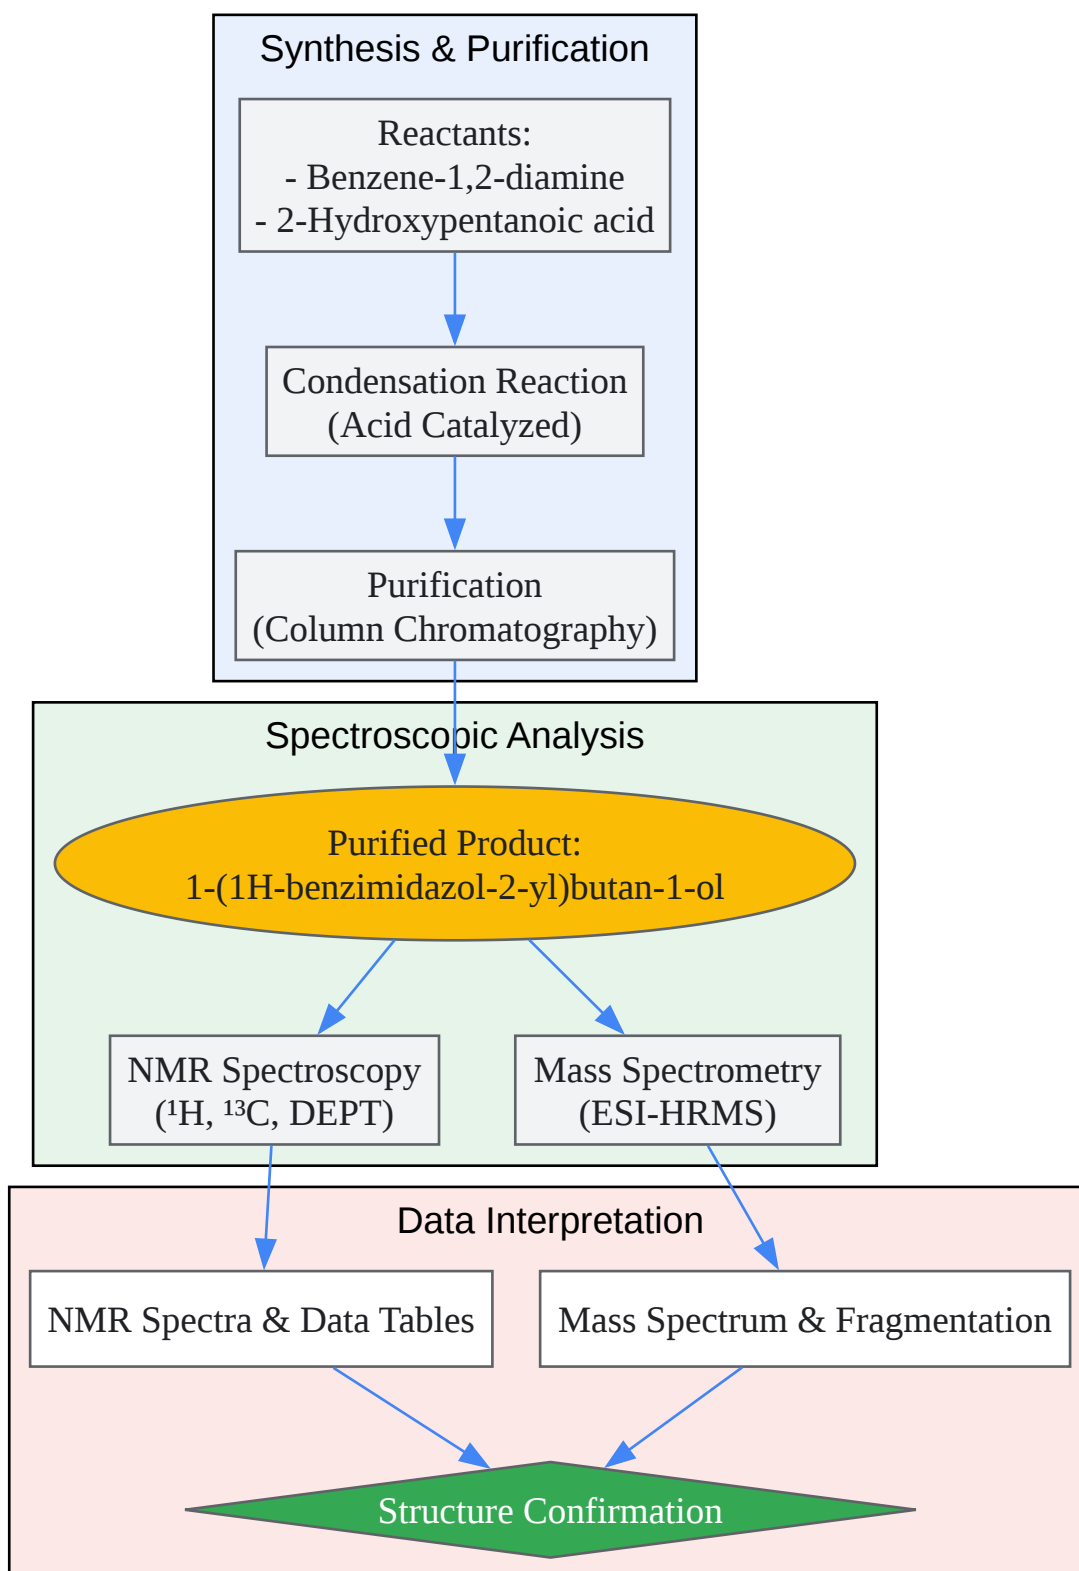 Synthesis & Purification
Reactants:
- Benzene-1,2-diamine
- 2-Hydroxypentanoic acid
Condensation Reaction
(Acid Catalyzed)
Purification
(Column Chromatography)
Spectroscopic Analysis
Purified Product:
1-(1H-benzimidazol-2-yl)butan-1-ol
NMR Spectroscopy
(¹H, ¹³C, DEPT)
Mass Spectrometry
(ESI-HRMS)
Data Interpretation
NMR Spectra & Data Tables
Mass Spectrum & Fragmentation
Structure Confirmation